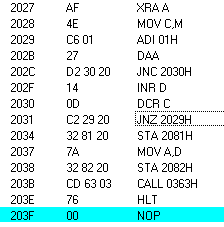 2027 AF XRA A
2028 4E MOV C,M
2029 C6 01 ADI 01H
202B 27 DAA
202C D2 30 20 JNC 2030H
202F 14 INR D
2030 0D DCR C
2031 C2 29 20 JNZ 2029H
2034 32 81 20 STA 2081H
2037 7A MOV A,D
2038 32 82 20 STA 2082H
203B CD 63 03 CALL 0363H
203E 76 HLT
203F 00 NOP